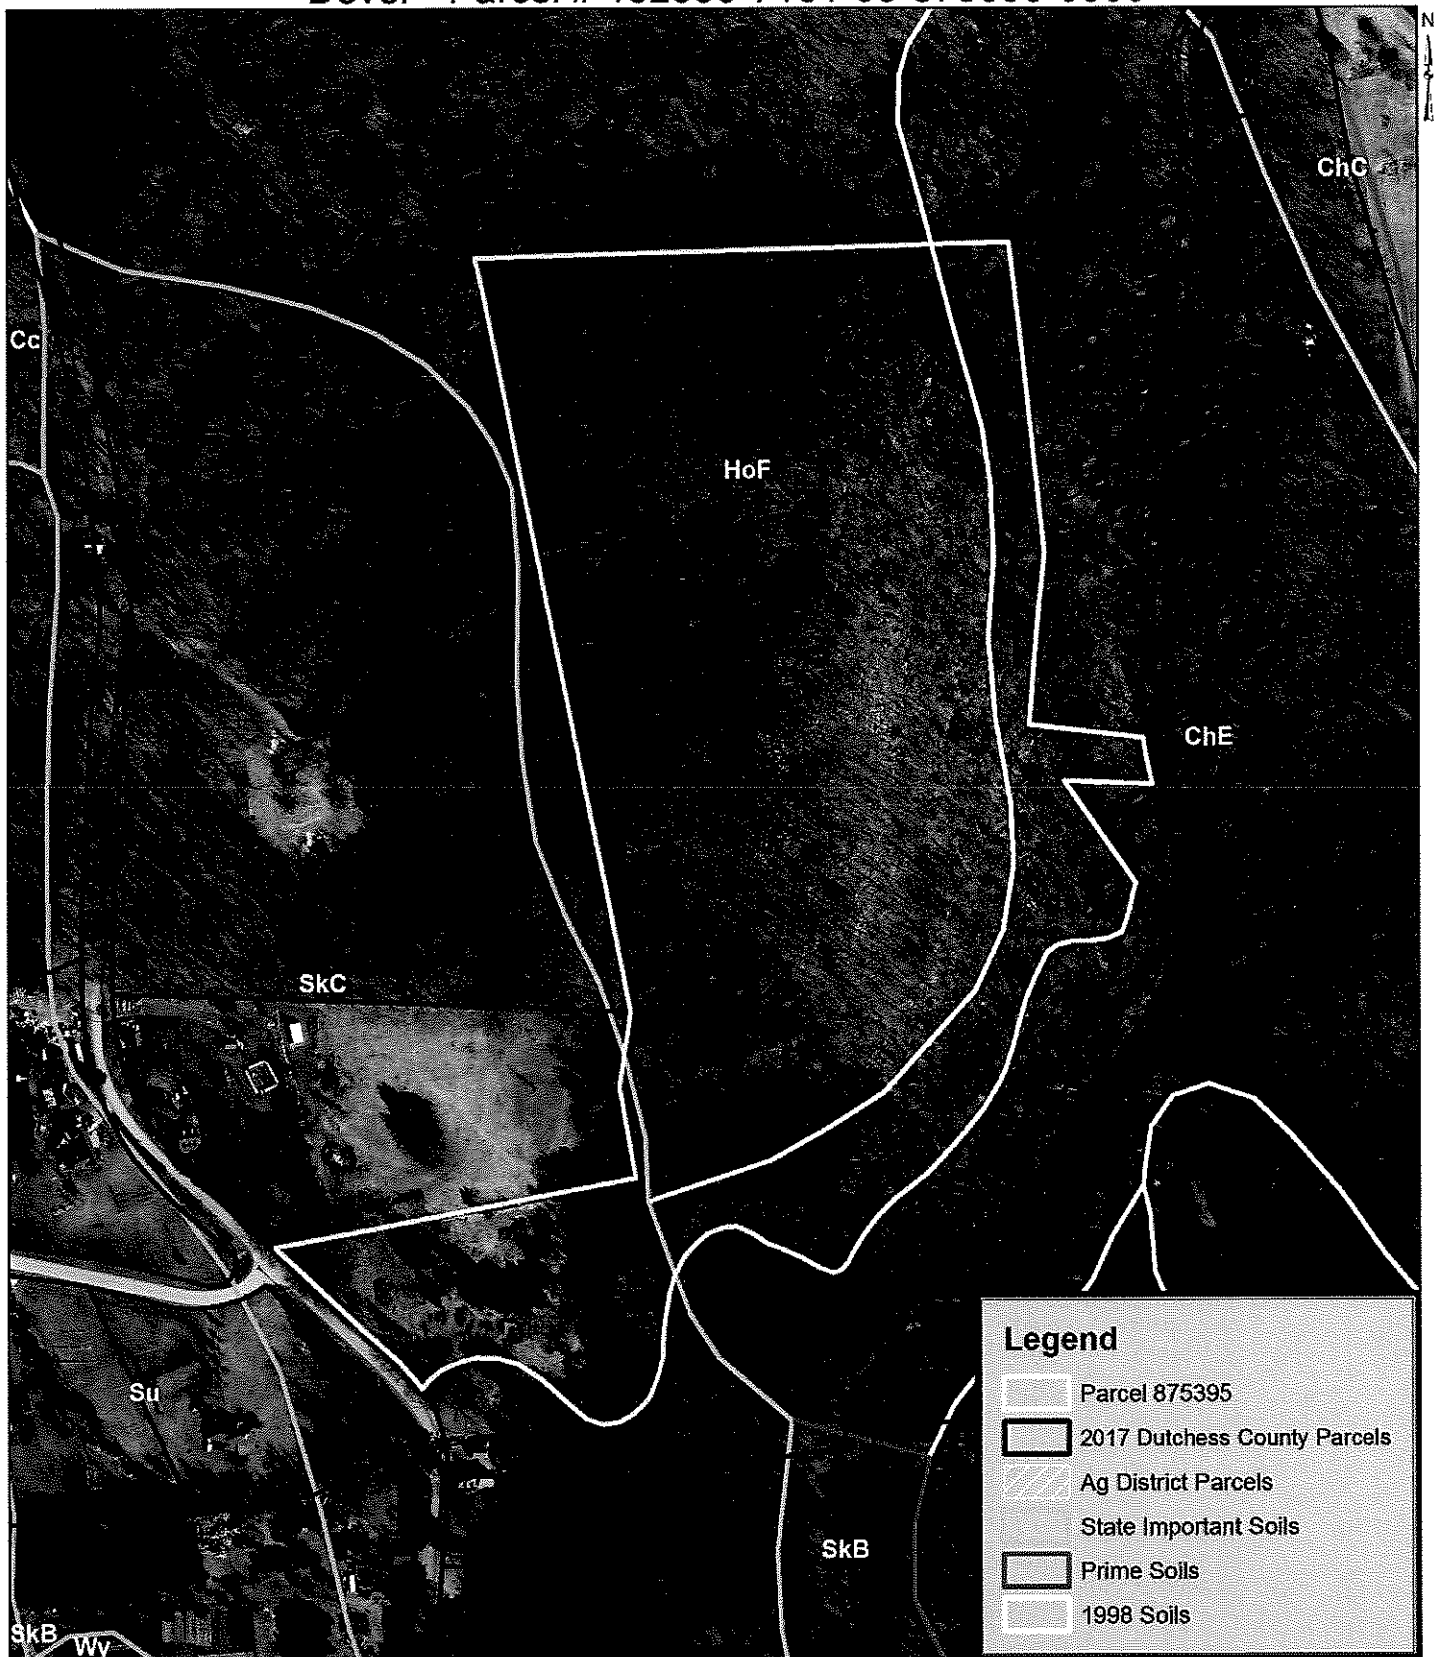 N
ChC
Cc
HoF
ChE
SkC
Legend
Parcel 875395
Su
2017 Dutchess County Parcels
Ag District Parcels
State Important Soils
SkB
Prime Soils
1998 Soils
SkB
Wy